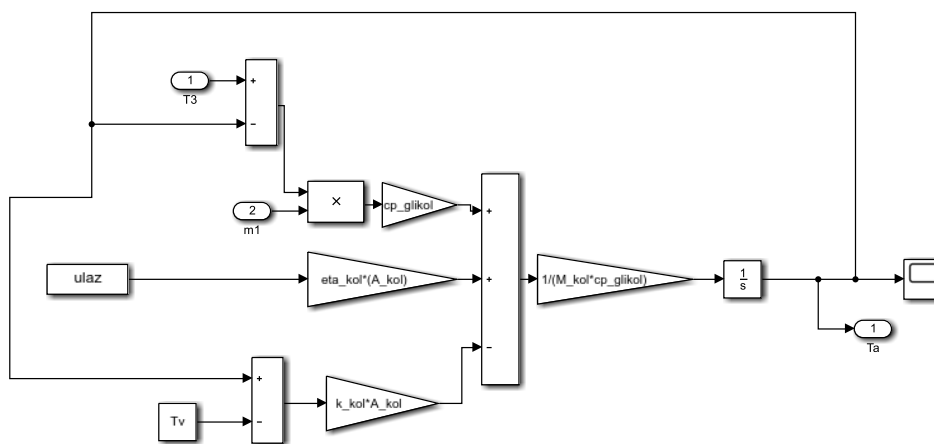 1
T3
+
−
2
m1
×
cp_glikol
+
ulaz
eta_kol*(A_kol)
+
1/(M_kol*cp_glikol)
1
s
−
1
Ta
+
−
Tv
k_kol*A_kol